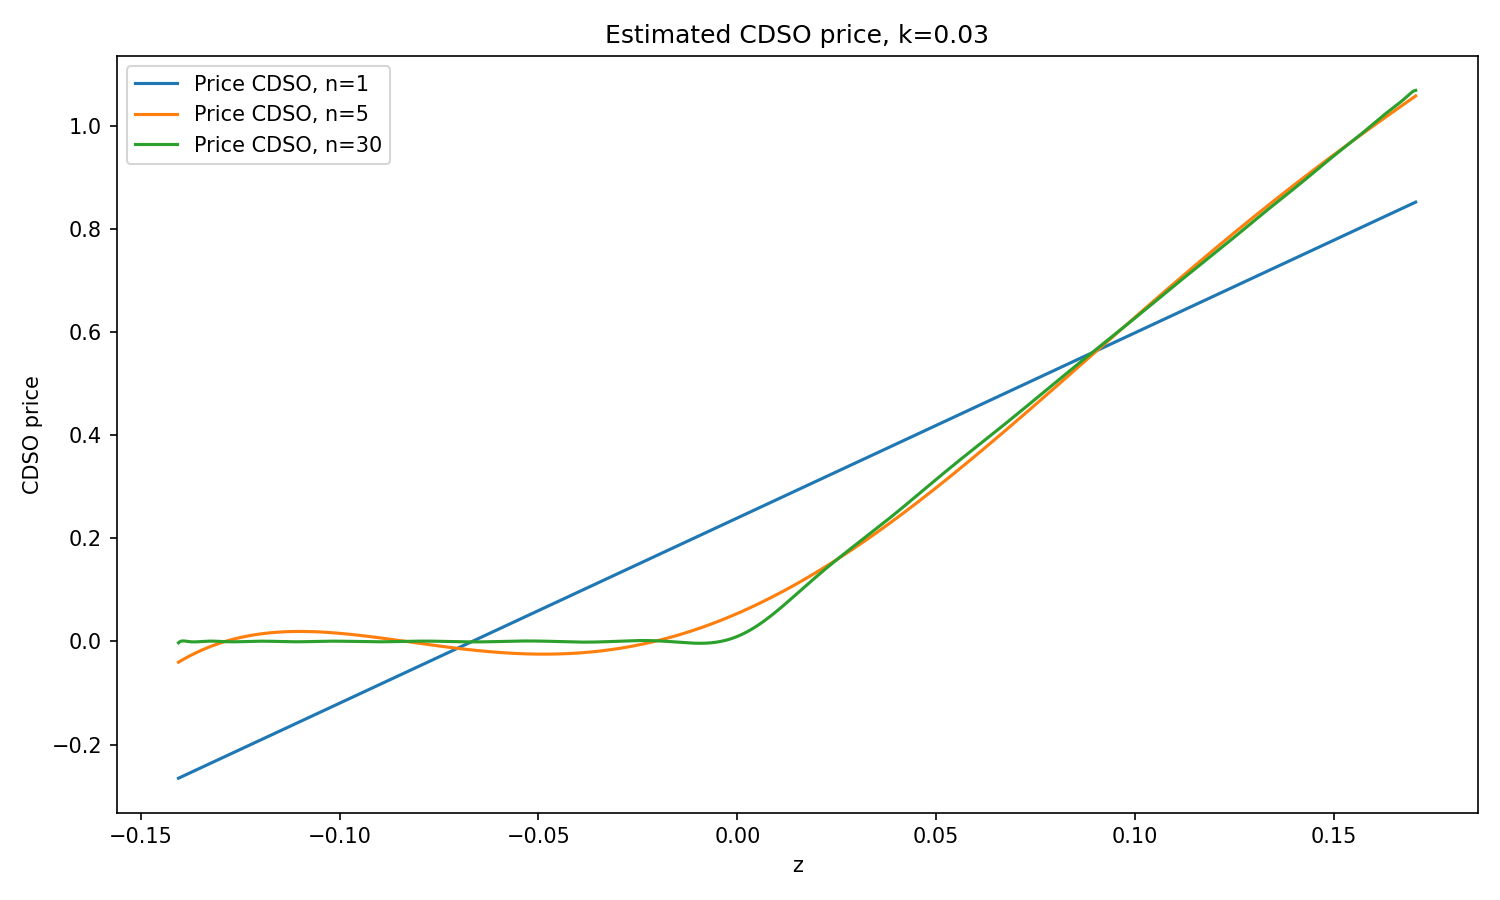 Estimated CDSO price, k=0.03
Price CDSO, n=1
Price CDSO, n=5
Price CDSO, n=30
CDSO price
1.0
0.8
0.6
0.4
0.2
0.0
−0.2
−0.15 −0.10 −0.05 0.00 0.05 0.10 0.15
z